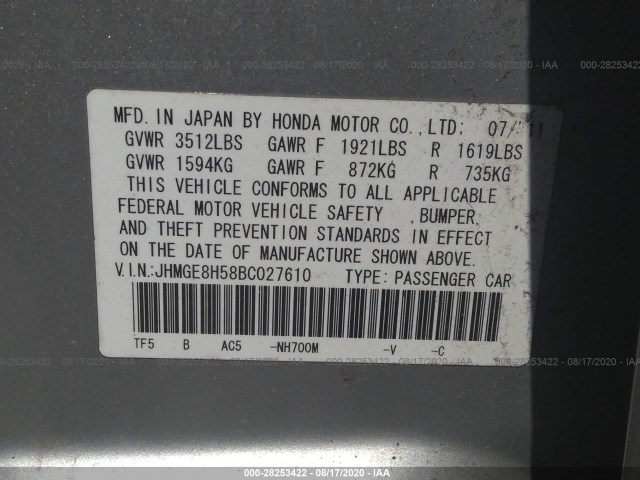 MFD. IN JAPAN BY HONDA MOTOR CO., LTD: 07/11
GVWR 3512LBS GAWR F 1921LBS R 1619LBS
GVWR 1594KG GAWR F 872KG R 735KG
THIS VEHICLE CONFORMS TO ALL APPLICABLE
FEDERAL MOTOR VEHICLE SAFETY ,BUMPER,
AND THEFT PREVENTION STANDARDS IN EFFECT
ON THE DATE OF MANUFACTURE SHOWN ABOVE.
V.I.N.:JHMGE8H58BC027610 TYPE: PASSENGER CAR
TF5 B AC5 -NH700M -V -C
000-28253422 - 08/17/2020 - IAA